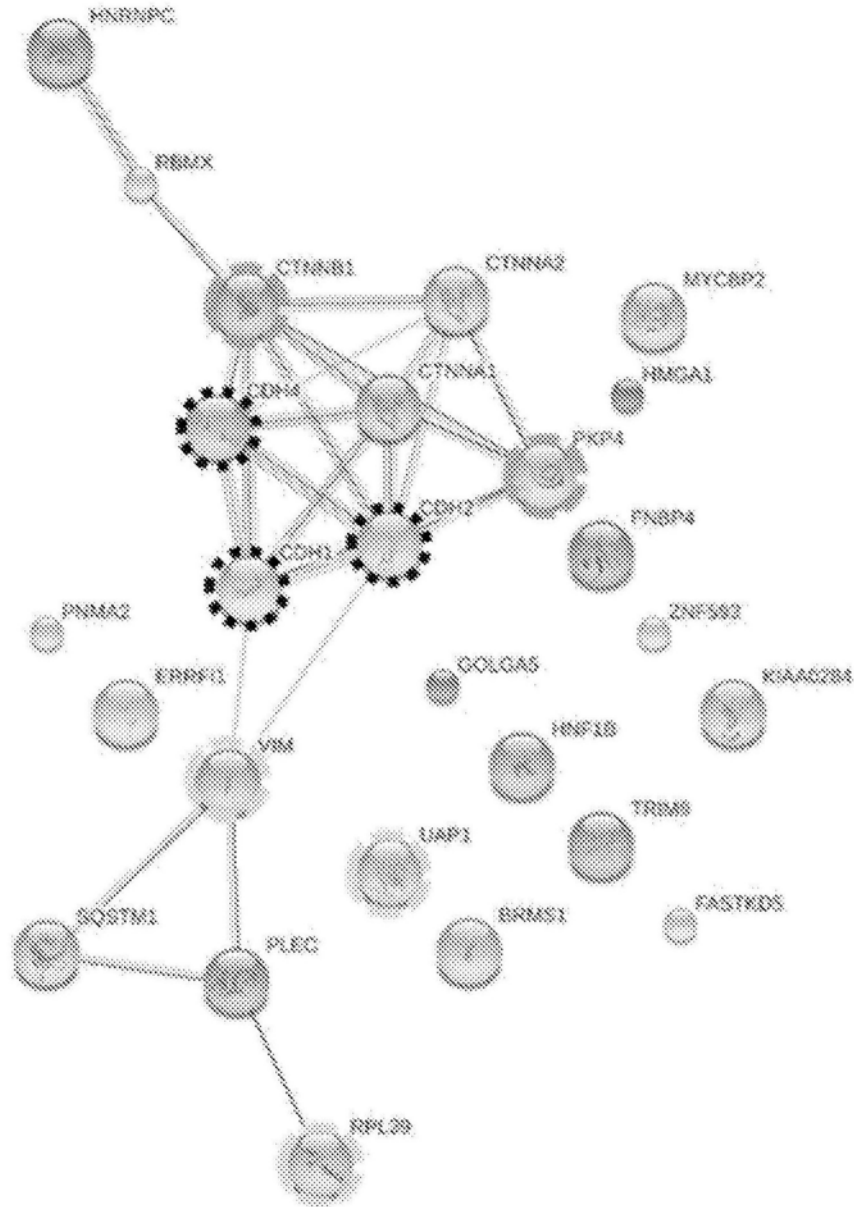 HNRNPC
RBMX
CTNNB1
CTNNA2
MYCBP2
CDH4
CTNNA1
HMGA1
PKP4
CDH2
FNBP4
CDH1
PNMA2
ZNF592
ERRFI1
GOLGA5
KIAA0284
VIM
HNF1B
TRIM8
UAP1
SQSTM1
PLEC
BRMS1
FASTKD5
RPL39